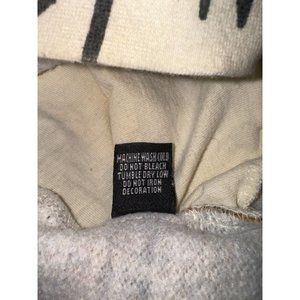 MACHINE WASH COLD
DO NOT BLEACH
TUMBLE DRY LOW
DO NOT IRON
DECORATION